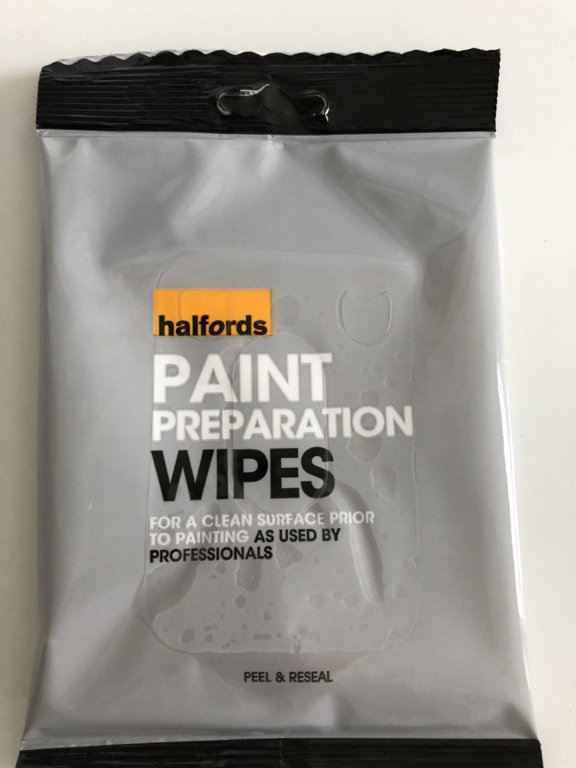 halfords
PAINT
PREPARATION
WIPES
FOR A CLEAN SURFACE PRIOR
TO PAINTING AS USED BY
PROFESSIONALS
PEEL & RESEAL